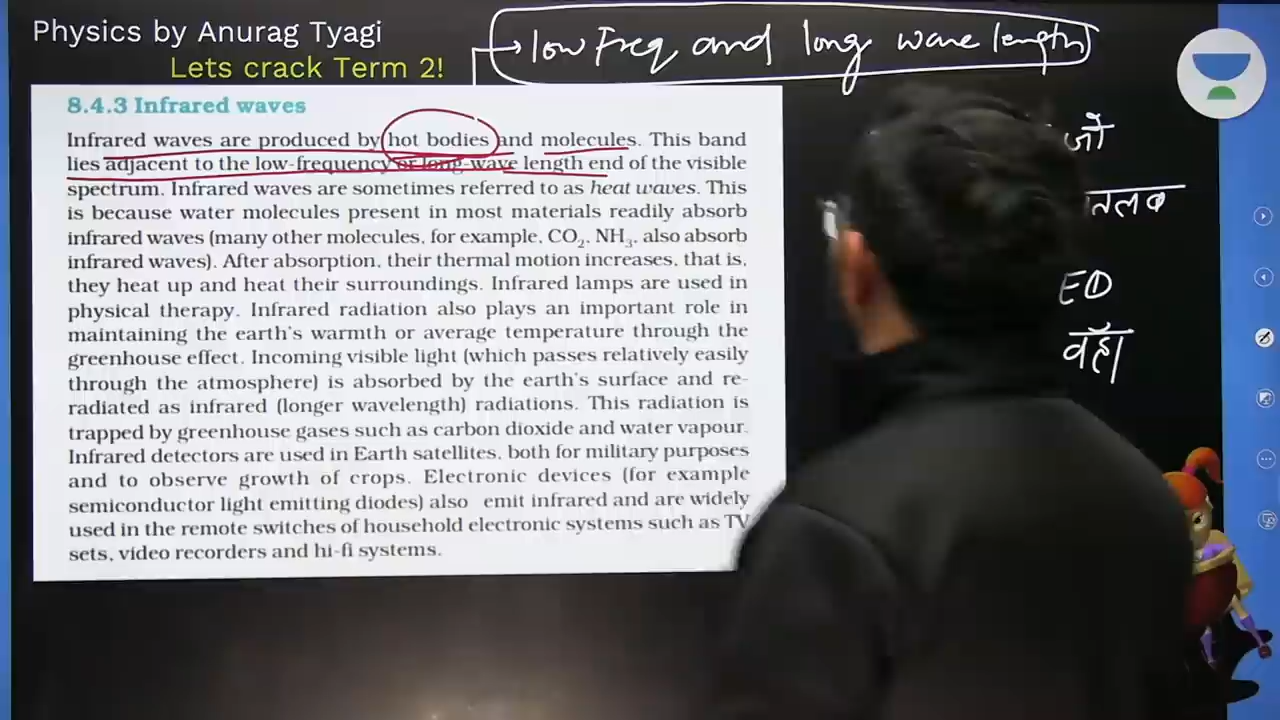 Physics by Anurag Tyagi
Lets crack Term 2!
low Freq and long wave length
8.4.3 Infrared waves
Infrared waves are produced by hot bodies and molecules. This band
lies adjacent to the low-frequency or long-wave length end of the visible
spectrum. Infrared waves are sometimes referred to as heat waves. This
is because water molecules present in most materials readily absorb
infrared waves (many other molecules, for example, CO₂, NH₃, also absorb
infrared waves). After absorption, their thermal motion increases, that is,
they heat up and heat their surroundings. Infrared lamps are used in
physical therapy. Infrared radiation also plays an important role in
maintaining the earth's warmth or average temperature through the
greenhouse effect. Incoming visible light (which passes relatively easily
through the atmosphere) is absorbed by the earth's surface and re-
radiated as infrared (longer wavelength) radiations. This radiation is
trapped by greenhouse gases such as carbon dioxide and water vapour.
Infrared detectors are used in Earth satellites, both for military purposes
and to observe growth of crops. Electronic devices (for example
semiconductor light emitting diodes) also emit infrared and are widely
used in the remote switches of household electronic systems such as TV
sets, video recorders and hi-fi systems.
जो
ED
वहाँ